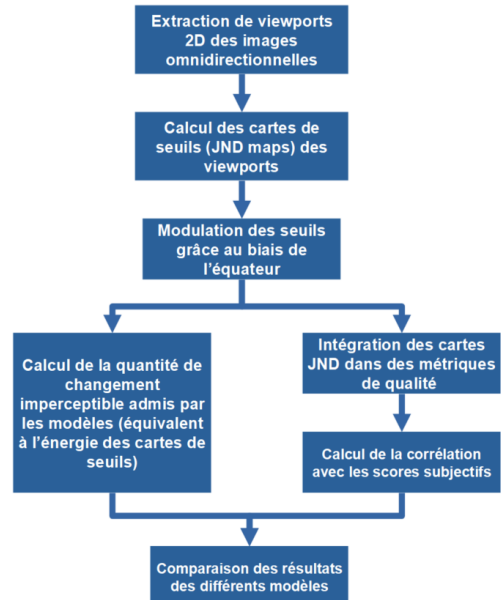 Extraction de viewports
2D des images
omnidirectionnelles
Calcul des cartes de
seuils (JND maps) des
viewports
Modulation des seuils
grâce au biais de
l'équateur
Calcul de la quantité de
changement
imperceptible admis par
les modèles (équivalent
à l'énergie des cartes de
seuils)
Intégration des cartes
JND dans des métriques
de qualité
Calcul de la corrélation
avec les scores subjectifs
Comparaison des résultats
des différents modèles